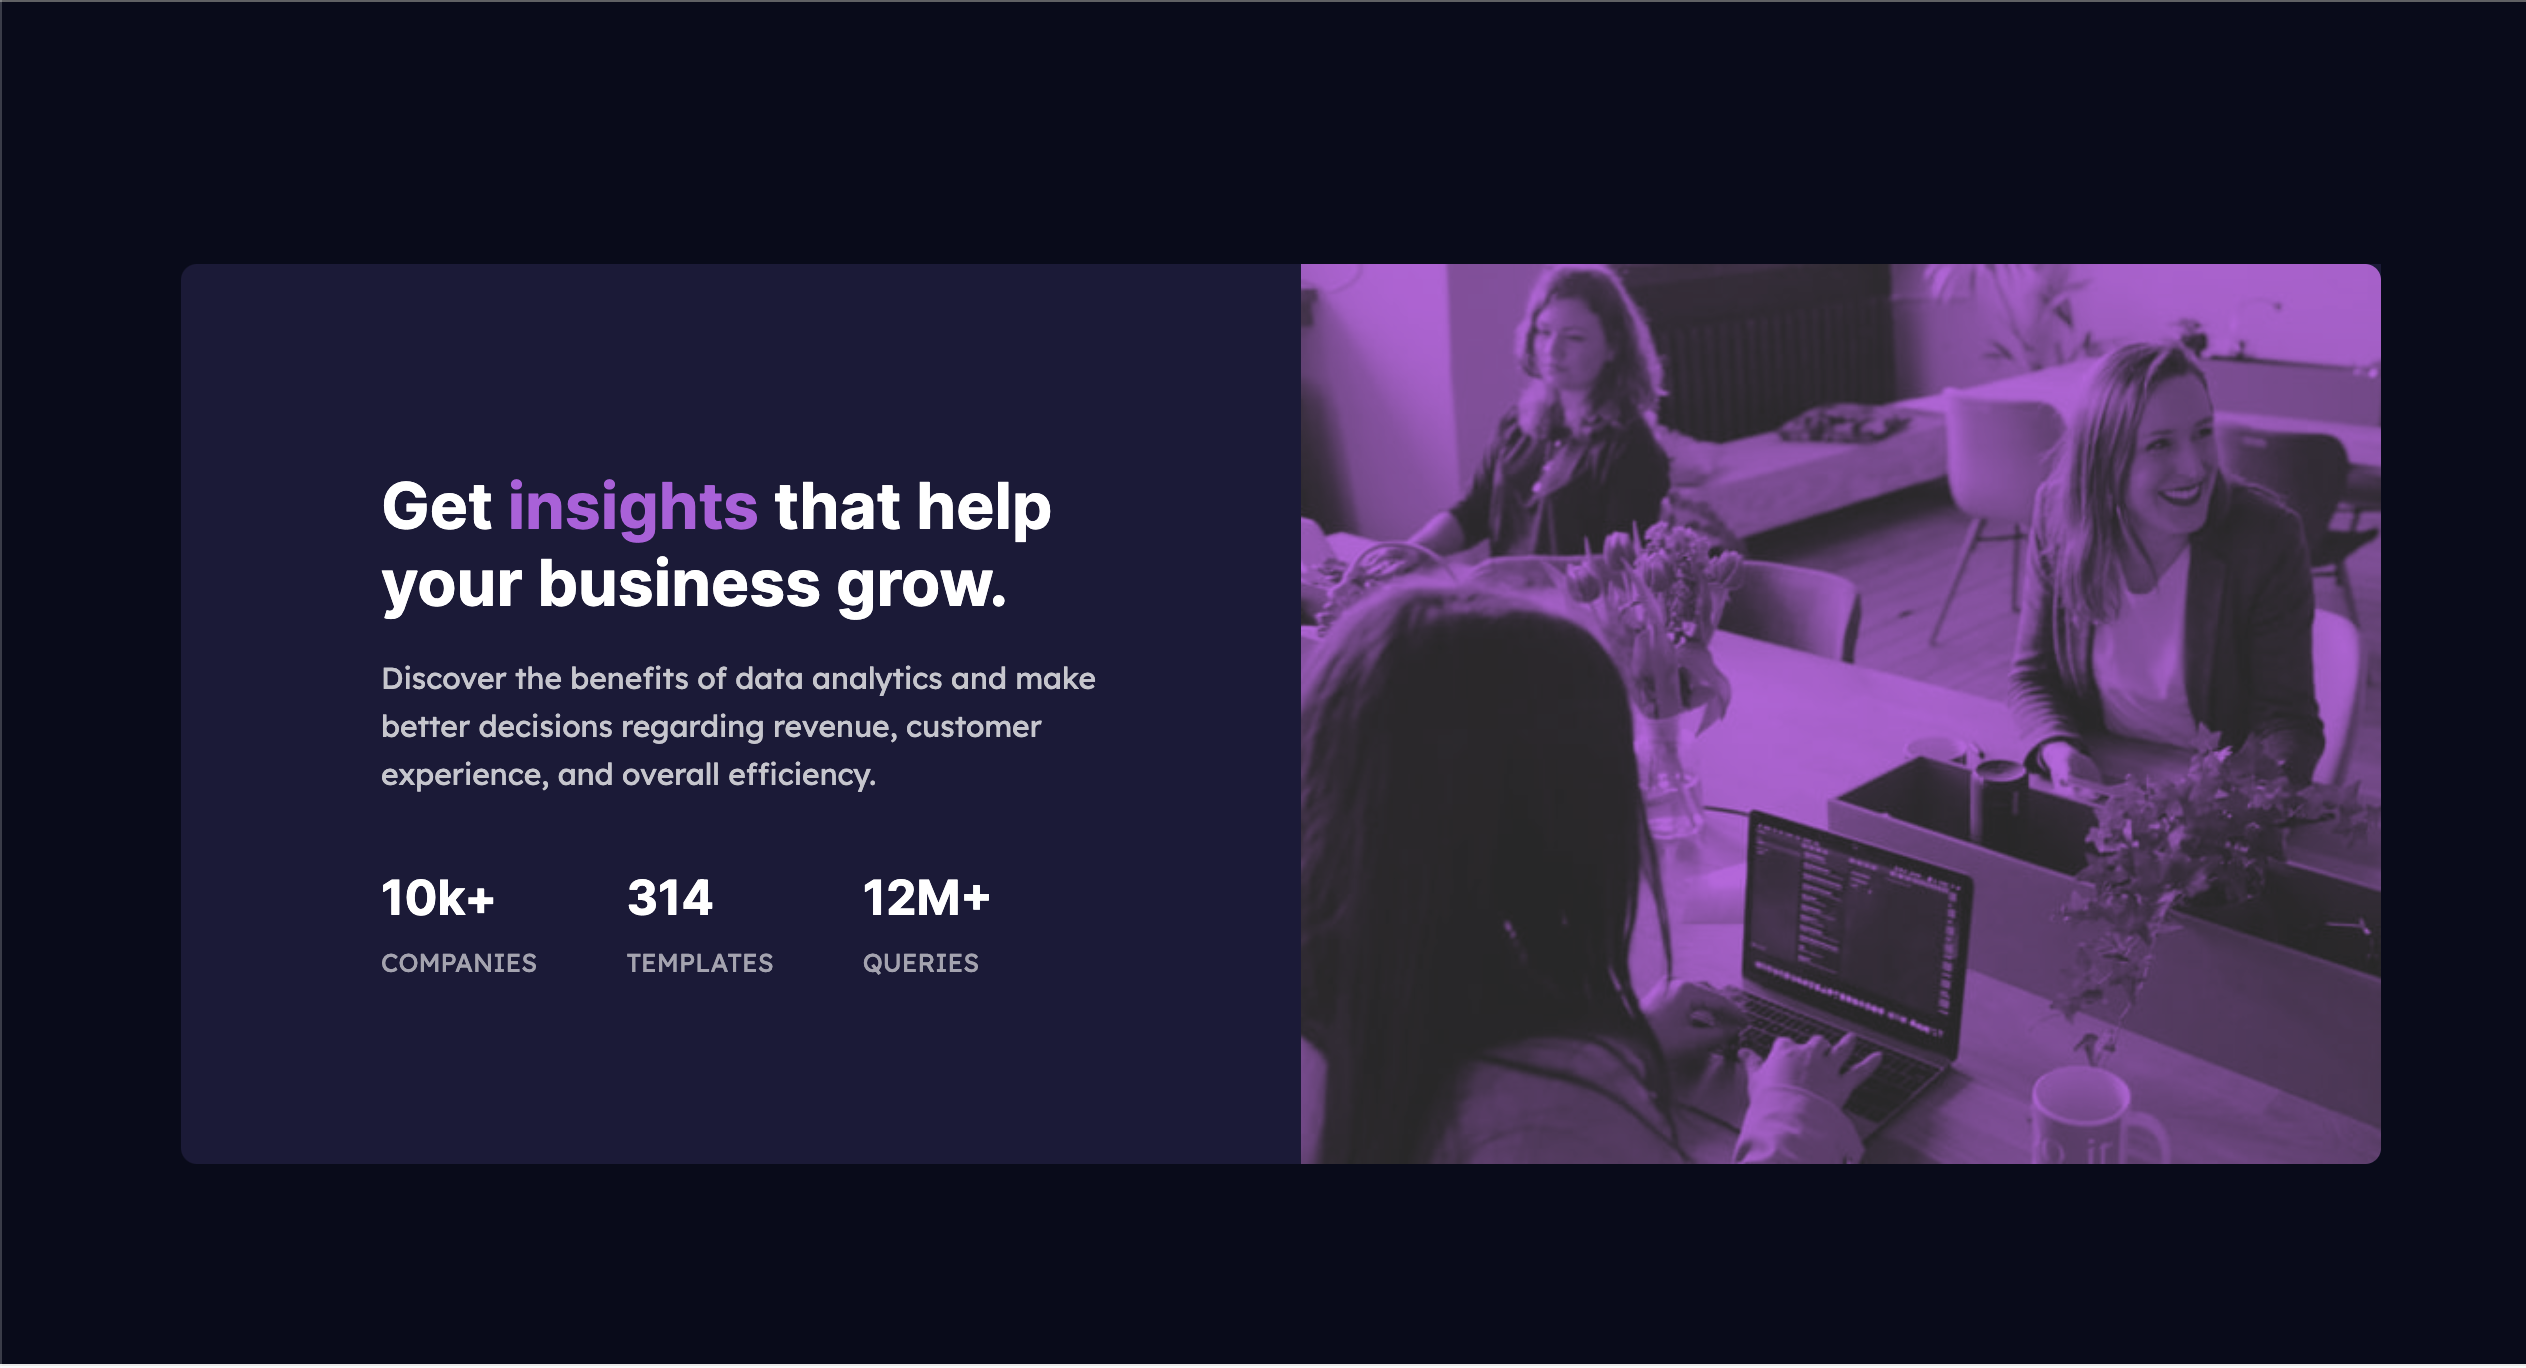 Get insights that help
your business grow.
Discover the benefits of data analytics and make
better decisions regarding revenue, customer
experience, and overall efficiency.
10k+ 314 12M+
COMPANIES TEMPLATES QUERIES